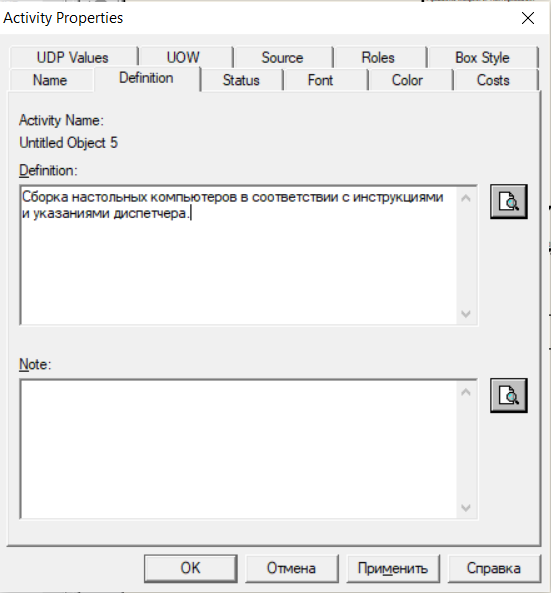 Activity Properties
UDP Values
UOW
Source
Roles
Box Style
Name
Definition
Status
Font
Color
Costs
Activity Name:
Untitled Object 5
Definition:
Сборка настольных компьютеров в соответствии с инструкциями
и указаниями диспетчера.
Note:
OK
Отмена
Применить
Справка